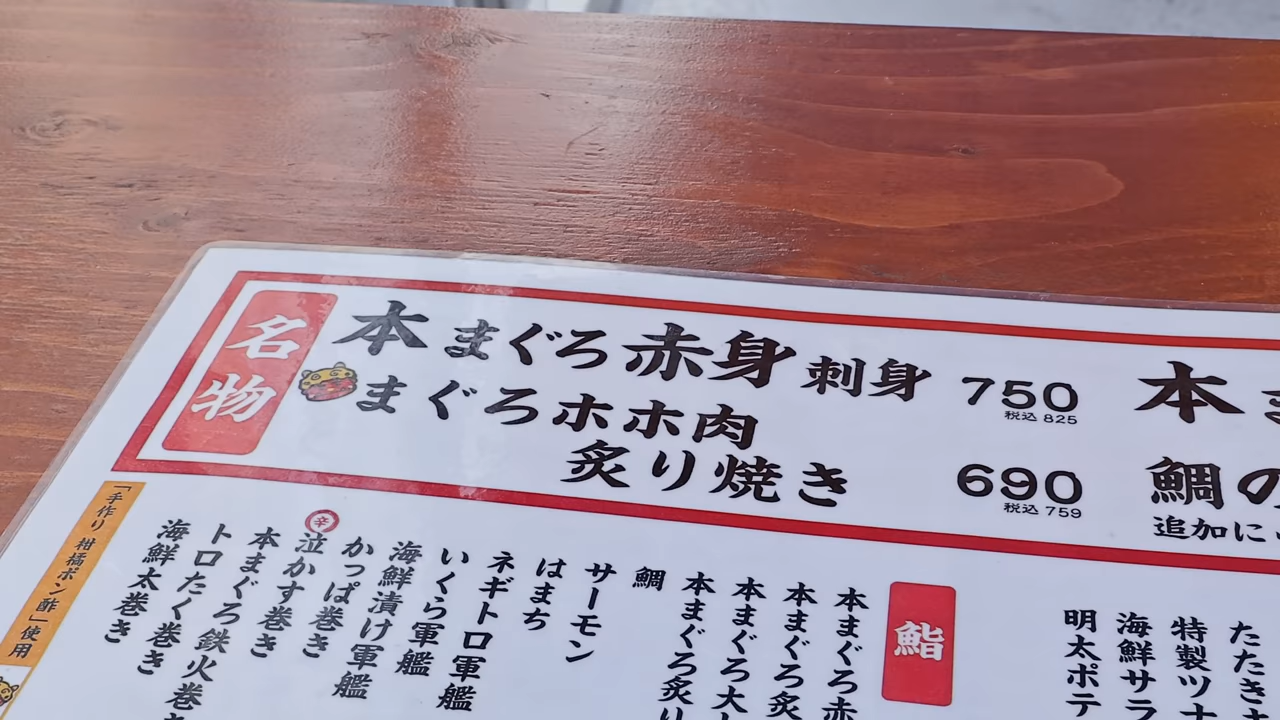 名物
本まぐろ赤身刺身 750
税込 825
まぐろホホ肉
炙り焼き 690
税込 759
本ま
鯛の
追加に
たたき
特製ツナ
海鮮サラ
明太ポテ
鮨
本まぐろ赤
本まぐろ炙
本まぐろ大
本まぐろ炙り
鯛
サーモン
はまち
ネギトロ軍艦
いくら軍艦
海鮮漬け軍艦
かっぱ巻き
辛
泣かす巻き
本まぐろ鉄火巻き
トロたく巻き
海鮮太巻き
「手作り 柑橘ポン酢」使用